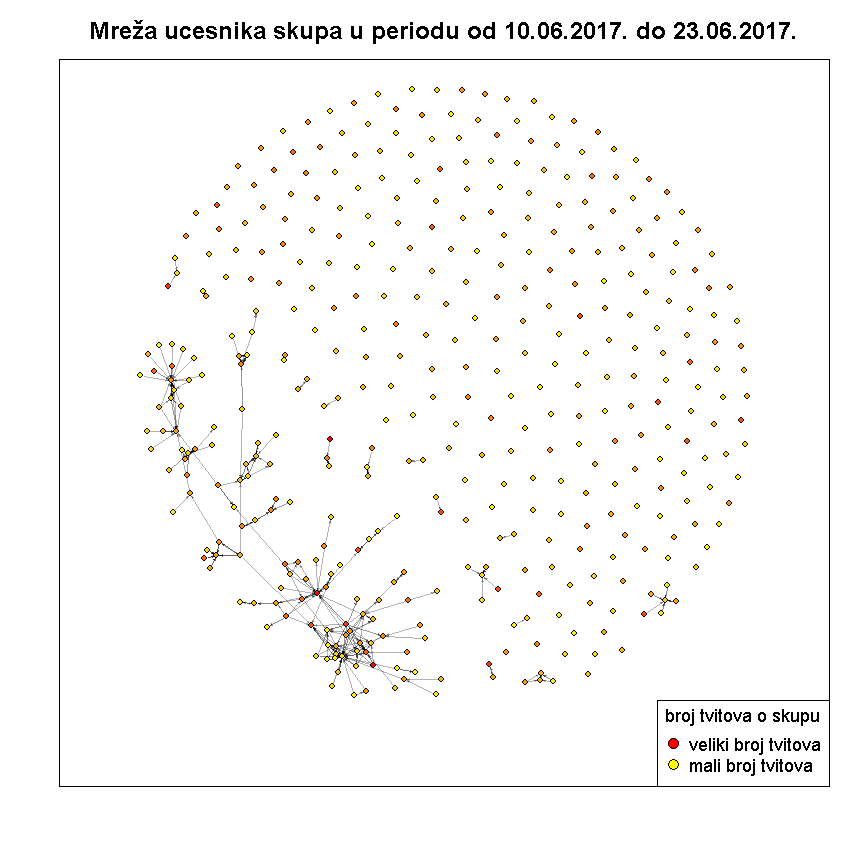 Mreža ucesnika skupa u periodu od 10.06.2017. do 23.06.2017.
broj tvitova o skupu
veliki broj tvitova
mali broj tvitova